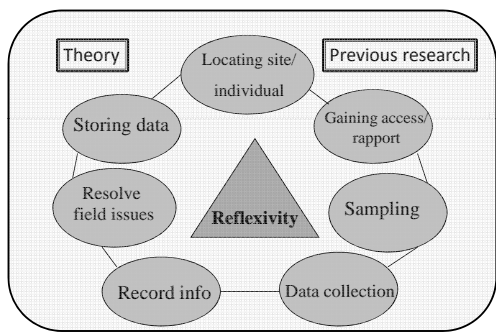 Theory
Previous research
Locating site/
individual
Gaining access/
rapport
Sampling
Data collection
Record info
Resolve
field issues
Storing data
Reflexivity